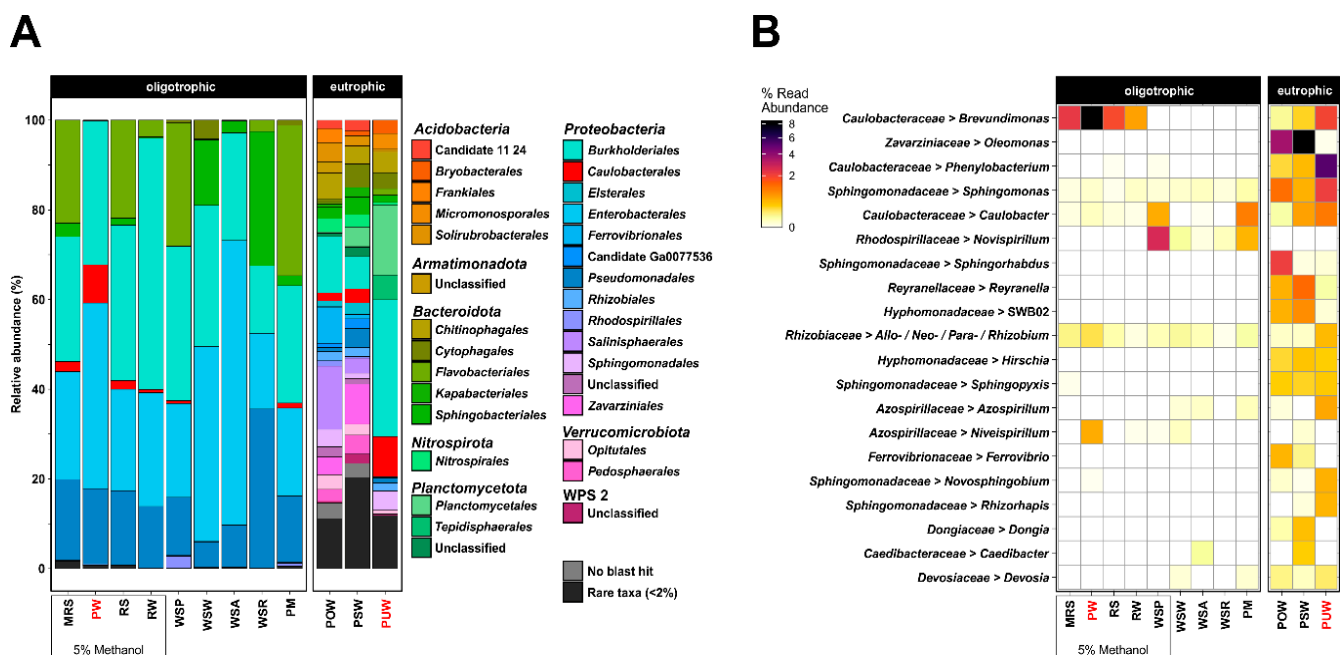 A
oligotrophic
eutrophic
Relative abundance (%)
100
80
60
40
20
0
MRS
PW
RS
RW
WSP
WSW
WSA
WSR
PM
POW
PSW
PUW
5% Methanol
Acidobacteria
Candidate 11 24
Bryobacterales
Frankiales
Micromonosporales
Solirubrobacterales
Armatimonadota
Unclassified
Bacteroidota
Chitinophagales
Cytophagales
Flavobacteriales
Kapabacteriales
Sphingobacteriales
Nitrospirota
Nitrospirales
Planctomycetota
Planctomycetales
Tepidisphaerales
Unclassified
Proteobacteria
Burkholderiales
Caulobacterales
Elsterales
Enterobacterales
Ferrovibrionales
Candidate Ga0077536
Pseudomonadales
Rhizobiales
Rhodospirillales
Salinisphaerales
Sphingomonadales
Unclassified
Zavarziniales
Verrucomicrobiota
Opitutales
Pedosphaerales
WPS 2
Unclassified
No blast hit
Rare taxa (<2%)
B
% Read
Abundance
8
6
4
2
0
oligotrophic
eutrophic
Caulobacteraceae > Brevundimonas
Zavarziniaceae > Oleomonas
Caulobacteraceae > Phenylobacterium
Sphingomonadaceae > Sphingomonas
Caulobacteraceae > Caulobacter
Rhodospirillaceae > Novispirillum
Sphingomonadaceae > Sphingorhabdus
Reyranellaceae > Reyranella
Hyphomonadaceae > SWB02
Rhizobiaceae > Allo- / Neo- / Para- / Rhizobium
Hyphomonadaceae > Hirschia
Sphingomonadaceae > Sphingopyxis
Azospirillaceae > Azospirillum
Azospirillaceae > Niveispirillum
Ferrovibrionaceae > Ferrovibrio
Sphingomonadaceae > Novosphingobium
Sphingomonadaceae > Rhizorhapis
Dongiaceae > Dongia
Caedibacteraceae > Caedibacter
Devosiaceae > Devosia
MRS
PW
RS
RW
WSP
WSW
WSA
WSR
PM
POW
PSW
PUW
5% Methanol